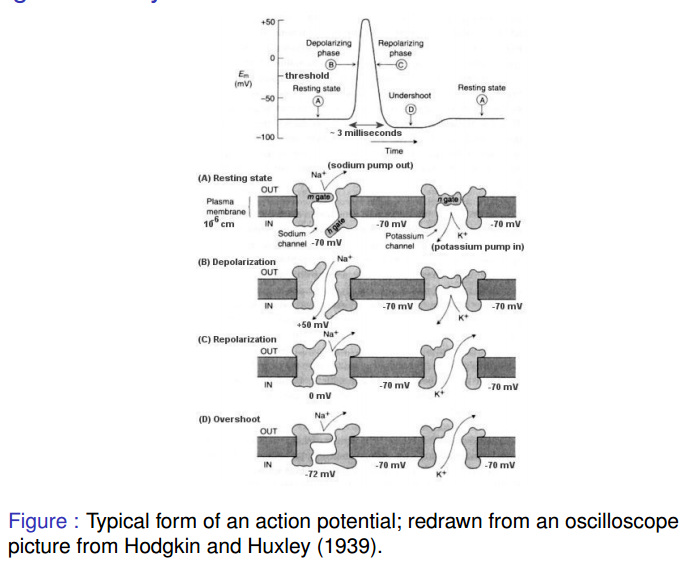 +50
Depolarizing phase
Repolarizing phase
B
C
0
Em (mV)
threshold
Resting state
A
Undershoot
D
Resting state
A
−50
~ 3 milliseconds
−100
Time
(sodium pump out)
(A) Resting state
Na+
OUT
m gate
n gate
Plasma membrane
10^6 cm
IN
h gate
Sodium channel
-70 mV
-70 mV
Potassium channel
K+
-70 mV
(potassium pump in)
(B) Depolarization
Na+
OUT
IN
-70 mV
-70 mV
K+
+50 mV
(C) Repolarization
Na+
OUT
IN
-70 mV
-70 mV
K+
0 mV
(D) Overshoot
Na+
OUT
IN
-70 mV
-70 mV
K+
-72 mV
Figure : Typical form of an action potential; redrawn from an oscilloscope
picture from Hodgkin and Huxley (1939).